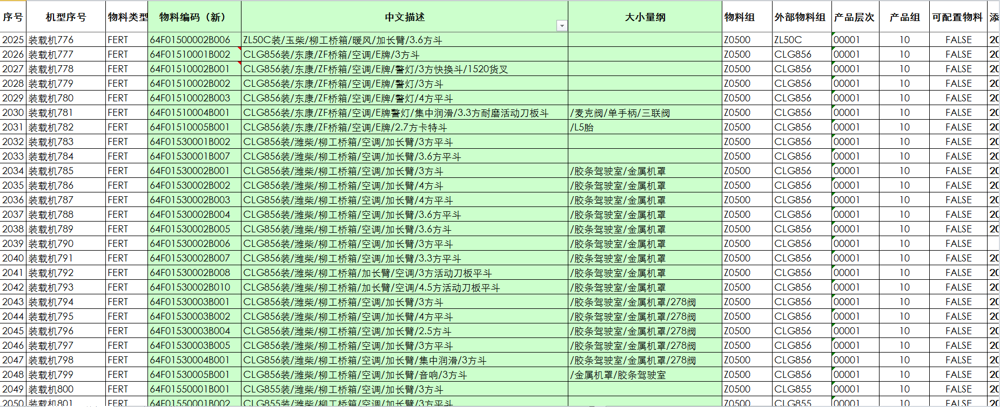 序号 机型序号 物料类型 物料编码（新） 中文描述 大小量纲 物料组 外部物料组 产品层次 产品组 可配置物料 添
2025 装载机776 FERT 64F01500002B006 ZL50C装/玉柴/柳工桥箱/暖风/加长臂/3.6方斗 Z0500 ZL50C 00001 10 FALSE 20
2026 装载机777 FERT 64F01510001B002 CLG856装/东康/ZF桥箱/空调/E牌/3方斗 Z0500 CLG856 00001 10 FALSE 20
2027 装载机778 FERT 64F01510002B001 CLG856装/东康/ZF桥箱/空调/E牌/警灯/3方快换斗/1520货叉 Z0500 CLG856 00001 10 FALSE 20
2028 装载机779 FERT 64F01510002B002 CLG856装/东康/ZF桥箱/空调/E牌/警灯/3方斗 Z0500 CLG856 00001 10 FALSE 20
2029 装载机780 FERT 64F01510002B003 CLG856装/东康/ZF桥箱/空调/E牌/警灯/4方平斗 Z0500 CLG856 00001 10 FALSE 20
2030 装载机781 FERT 64F01510004B001 CLG856装/东康/ZF桥箱/空调/E牌警灯/集中润滑/3.3方耐磨活动刀板斗 /麦克阀/单手柄/三联阀 Z0500 CLG856 00001 10 FALSE 20
2031 装载机782 FERT 64F01510005B001 CLG856装/东康/ZF桥箱/空调/E牌/2.7方卡特斗 /L5胎 Z0500 CLG856 00001 10 FALSE 20
2032 装载机783 FERT 64F01530001B002 CLG856装/潍柴/柳工桥箱/空调/加长臂/3方平斗 Z0500 CLG856 00001 10 FALSE 20
2033 装载机784 FERT 64F01530001B007 CLG856装/潍柴/柳工桥箱/空调/加长臂/3.6方平斗 Z0500 CLG856 00001 10 FALSE 20
2034 装载机785 FERT 64F01530002B001 CLG856装/潍柴/柳工桥箱/空调/加长臂/3方斗 /胶条驾驶室/金属机罩 Z0500 CLG856 00001 10 FALSE 20
2035 装载机786 FERT 64F01530002B002 CLG856装/潍柴/柳工桥箱/空调/加长臂/4方斗 /胶条驾驶室/金属机罩 Z0500 CLG856 00001 10 FALSE 20
2036 装载机787 FERT 64F01530002B003 CLG856装/潍柴/柳工桥箱/空调/加长臂/4方平斗 /胶条驾驶室/金属机罩 Z0500 CLG856 00001 10 FALSE 20
2037 装载机788 FERT 64F01530002B004 CLG856装/潍柴/柳工桥箱/空调/加长臂/3.6方平斗 /胶条驾驶室/金属机罩 Z0500 CLG856 00001 10 FALSE 20
2038 装载机789 FERT 64F01530002B005 CLG856装/潍柴/柳工桥箱/空调/加长臂/3.6方斗 /胶条驾驶室/金属机罩 Z0500 CLG856 00001 10 FALSE 20
2039 装载机790 FERT 64F01530002B006 CLG856装/潍柴/柳工桥箱/空调/加长臂/3方平斗 /胶条驾驶室/金属机罩 Z0500 CLG856 00001 10 FALSE
2040 装载机791 FERT 64F01530002B007 CLG856装/潍柴/柳工桥箱/空调/加长臂/3.3方平斗 /胶条驾驶室/金属机罩 Z0500 CLG856 00001 10 FALSE 20
2041 装载机792 FERT 64F01530002B008 CLG856装/潍柴/柳工桥箱/加长臂/空调/3方活动刀板平斗 /胶条驾驶室/金属机罩 Z0500 CLG856 00001 10 FALSE 20
2042 装载机793 FERT 64F01530002B010 CLG856装/潍柴/柳工桥箱/加长臂/空调/4.5方活动刀板平斗 /胶条驾驶室/金属机罩 Z0500 CLG856 00001 10 FALSE 20
2043 装载机794 FERT 64F01530003B001 CLG856装/潍柴/柳工桥箱/空调/加长臂/3方斗 /胶条驾驶室/金属机罩/278阀 Z0500 CLG856 00001 10 FALSE 20
2044 装载机795 FERT 64F01530003B002 CLG856装/潍柴/柳工桥箱/空调/加长臂/4方平斗 /胶条驾驶室/金属机罩/278阀 Z0500 CLG856 00001 10 FALSE 20
2045 装载机796 FERT 64F01530003B004 CLG856装/潍柴/柳工桥箱/空调/加长臂/2.5方斗 /胶条驾驶室/金属机罩/278阀 Z0500 CLG856 00001 10 FALSE 20
2046 装载机797 FERT 64F01530003B005 CLG856装/潍柴/柳工桥箱/空调/加长臂/3方平斗 /胶条驾驶室/金属机罩/278阀 Z0500 CLG856 00001 10 FALSE 20
2047 装载机798 FERT 64F01530004B001 CLG856装/潍柴/柳工桥箱/空调/加长臂/集中润滑/3方斗 /胶条驾驶室/金属机罩/278阀 Z0500 CLG856 00001 10 FALSE 20
2048 装载机799 FERT 64F01530005B001 CLG856装/潍柴/柳工桥箱/空调/加长臂/音响/3方斗 /金属机罩/胶条驾驶室 Z0500 CLG856 00001 10 FALSE 20
2049 装载机800 FERT 64F01550001B001 CLG855装/潍柴/柳工桥箱/空调/加长臂/3方斗 Z0500 CLG855 00001 10 FALSE 20
2050 装载机801 FERT 64F01550001B002 CLG855装/潍柴/柳工桥箱/空调/加长臂/3方平斗 Z0500 CLG855 00001 10 FALSE 20